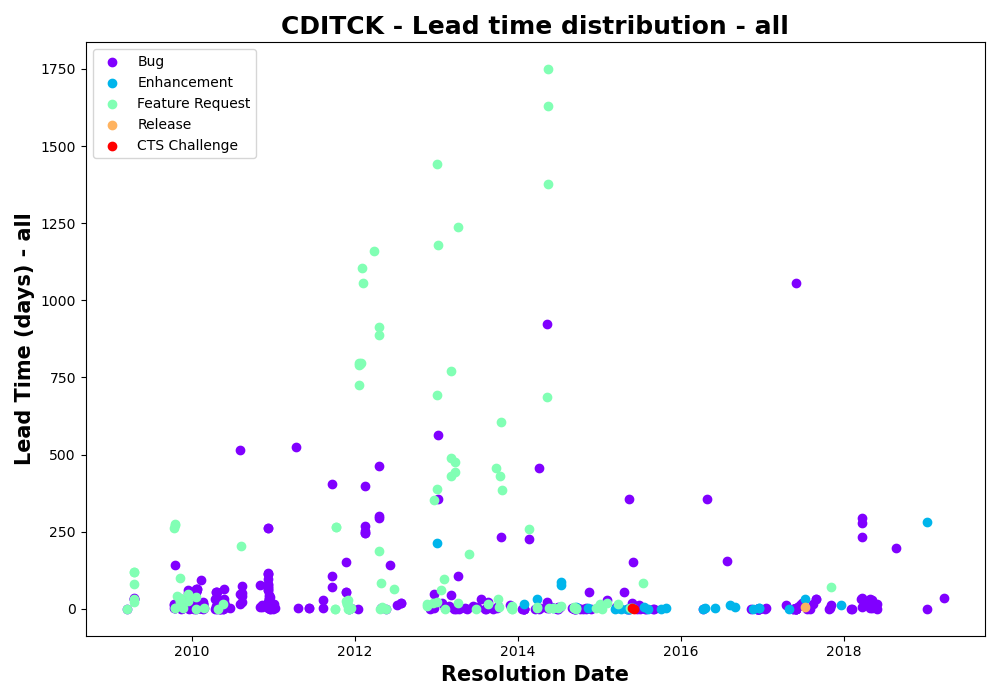 CDITCK - Lead time distribution - all
Bug
Enhancement
Feature Request
Release
CTS Challenge
Lead Time (days) - all
1750
1500
1250
1000
750
500
250
0
2010 2012 2014 2016 2018
Resolution Date